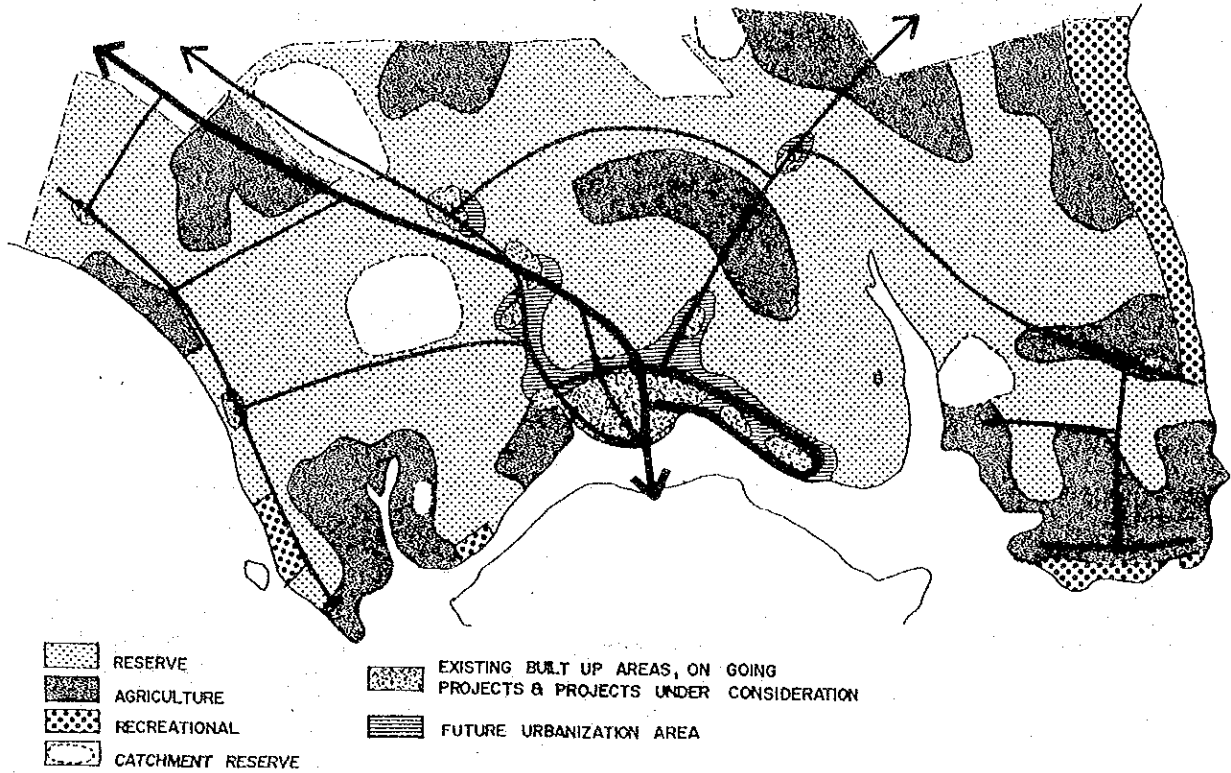 RESERVE
AGRICULTURE
RECREATIONAL
CATCHMENT RESERVE
EXISTING BUILT UP AREAS, ON GOING
PROJECTS & PROJECTS UNDER CONSIDERATION
FUTURE URBANIZATION AREA